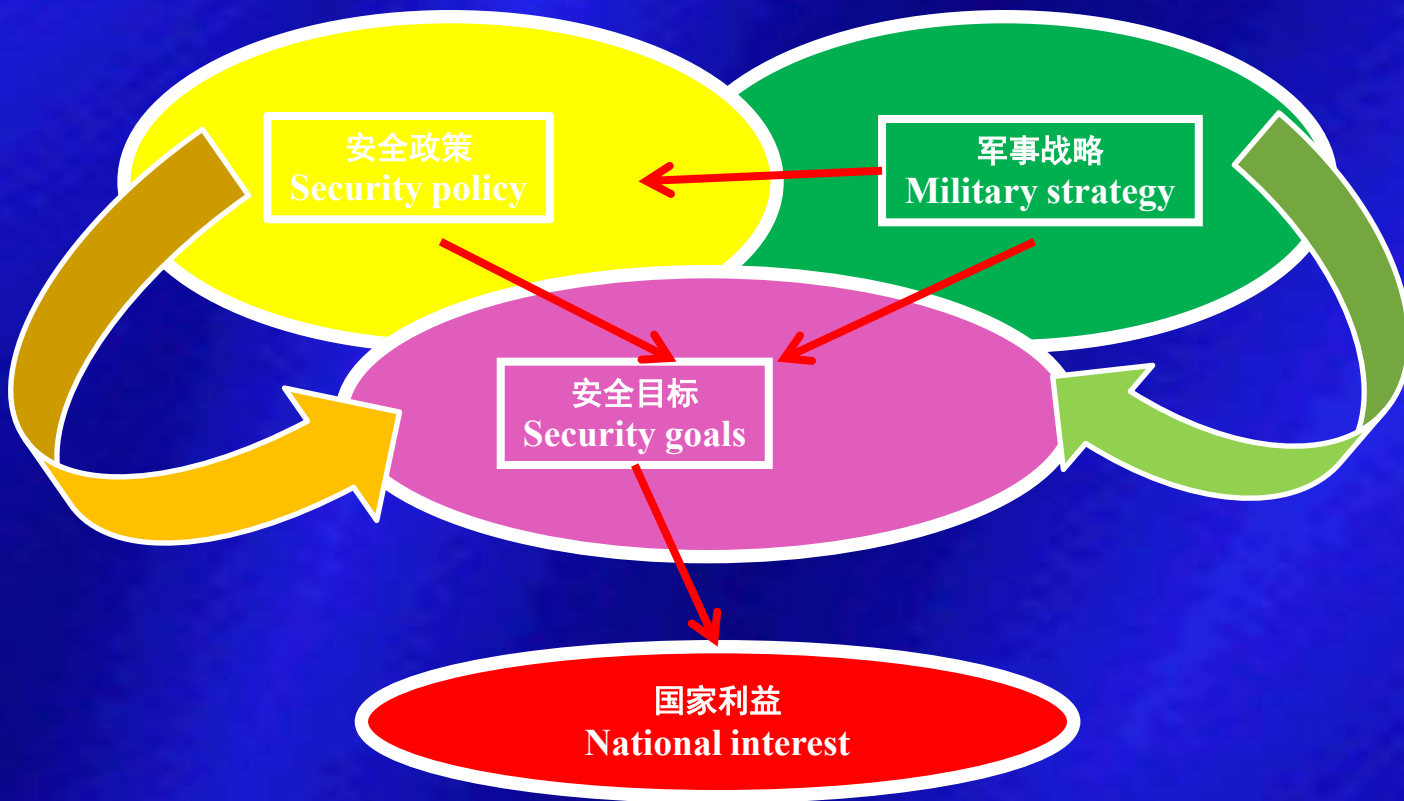 安全政策
Security policy
军事战略
Military strategy
安全目标
Security goals
国家利益
National interest